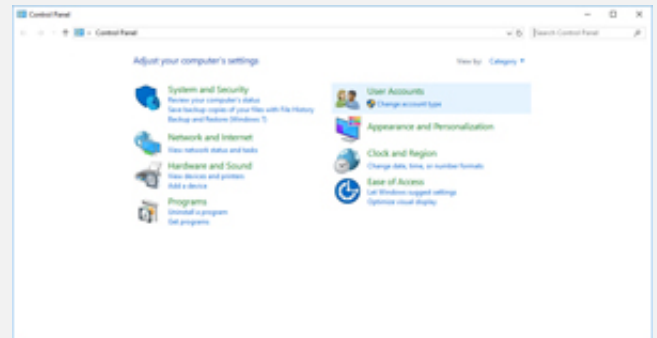 Control Panel
Control Panel
Search Control Panel
Adjust your computer's settings
View by: Category
System and Security
Review your computer's status
Save backup copies of your files with File History
Backup and Restore (Windows 7)
Network and Internet
View network status and tasks
Hardware and Sound
View devices and printers
Add a device
Programs
Uninstall a program
Get programs
User Accounts
Change account type
Appearance and Personalization
Clock and Region
Change date, time, or number formats
Ease of Access
Let Windows suggest settings
Optimize visual display